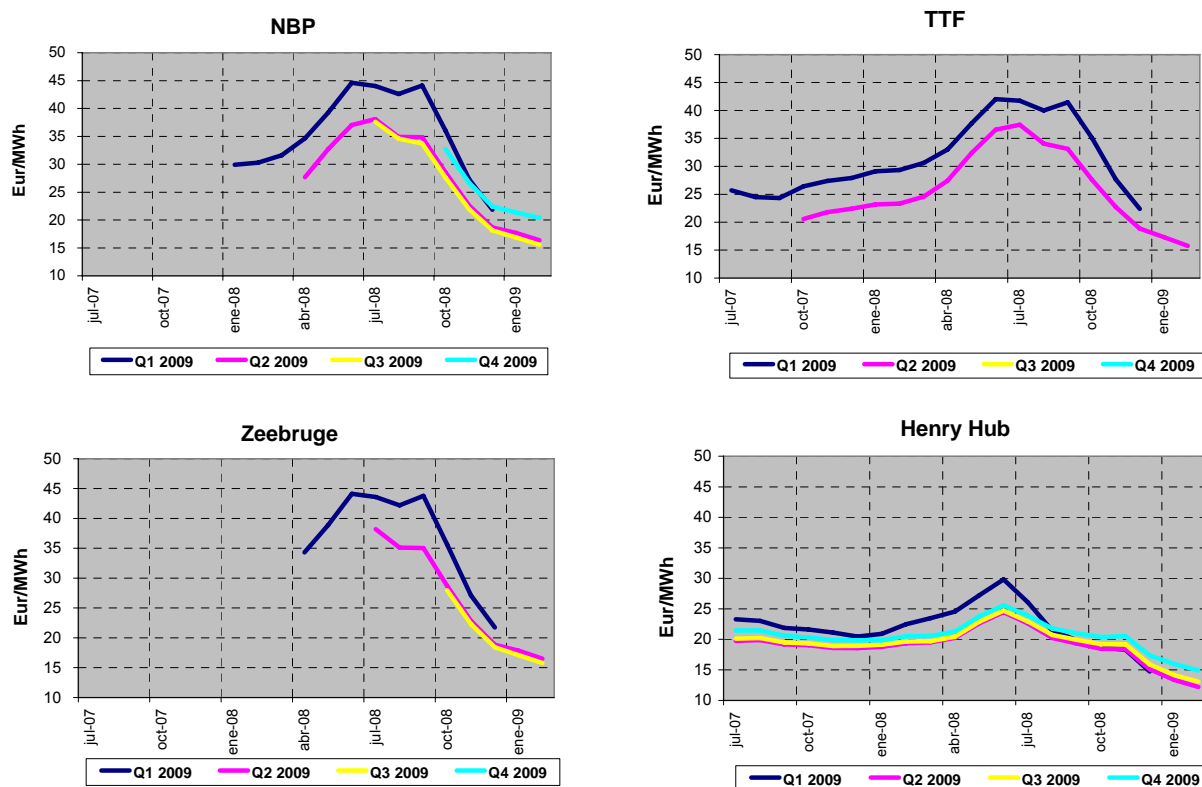 NBP
Eur/MWh
50
45
40
35
30
25
20
15
10
jul-07
oct-07
ene-08
abr-08
jul-08
oct-08
ene-09
Q1 2009 Q2 2009 Q3 2009 Q4 2009
TTF
Eur/MWh
50
45
40
35
30
25
20
15
10
jul-07
oct-07
ene-08
abr-08
jul-08
oct-08
ene-09
Q1 2009 Q2 2009 Q3 2009 Q4 2009
Zeebruge
Eur/MWh
50
45
40
35
30
25
20
15
10
jul-07
oct-07
ene-08
abr-08
jul-08
oct-08
ene-09
Q1 2009 Q2 2009 Q3 2009 Q4 2009
Henry Hub
Eur/MWh
50
45
40
35
30
25
20
15
10
jul-07
oct-07
ene-08
abr-08
jul-08
oct-08
ene-09
Q1 2009 Q2 2009 Q3 2009 Q4 2009